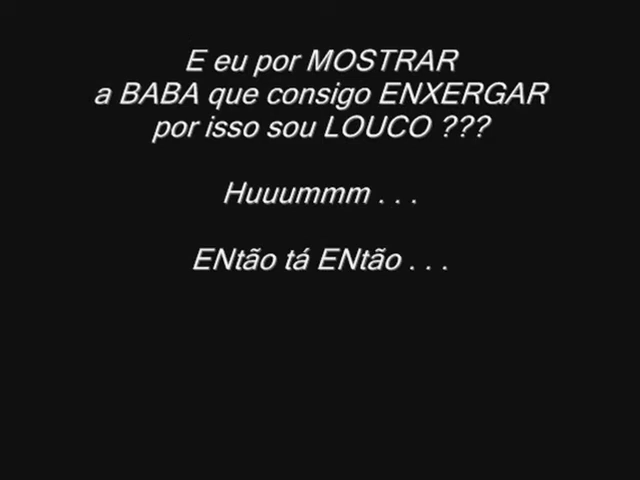 E eu por MOSTRAR
a BABA que consigo ENXERGAR
por isso sou LOUCO ???
Huuummm . . .
ENtão tá ENtão . . .